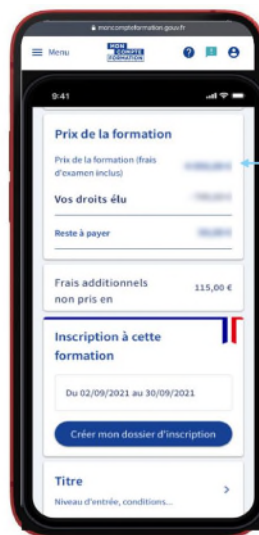 moncompteformation.gouv.fr
Menu
MON
COMPTE
FORMATION
9:41
Prix de la formation
Prix de la formation (frais
d'examen inclus)
Vos droits élu
Reste à payer
Frais additionnels
non pris en
115,00 €
Inscription à cette
formation
Du 02/09/2021 au 30/09/2021
Créer mon dossier d'inscription
Titre
Niveau d'entrée, conditions...